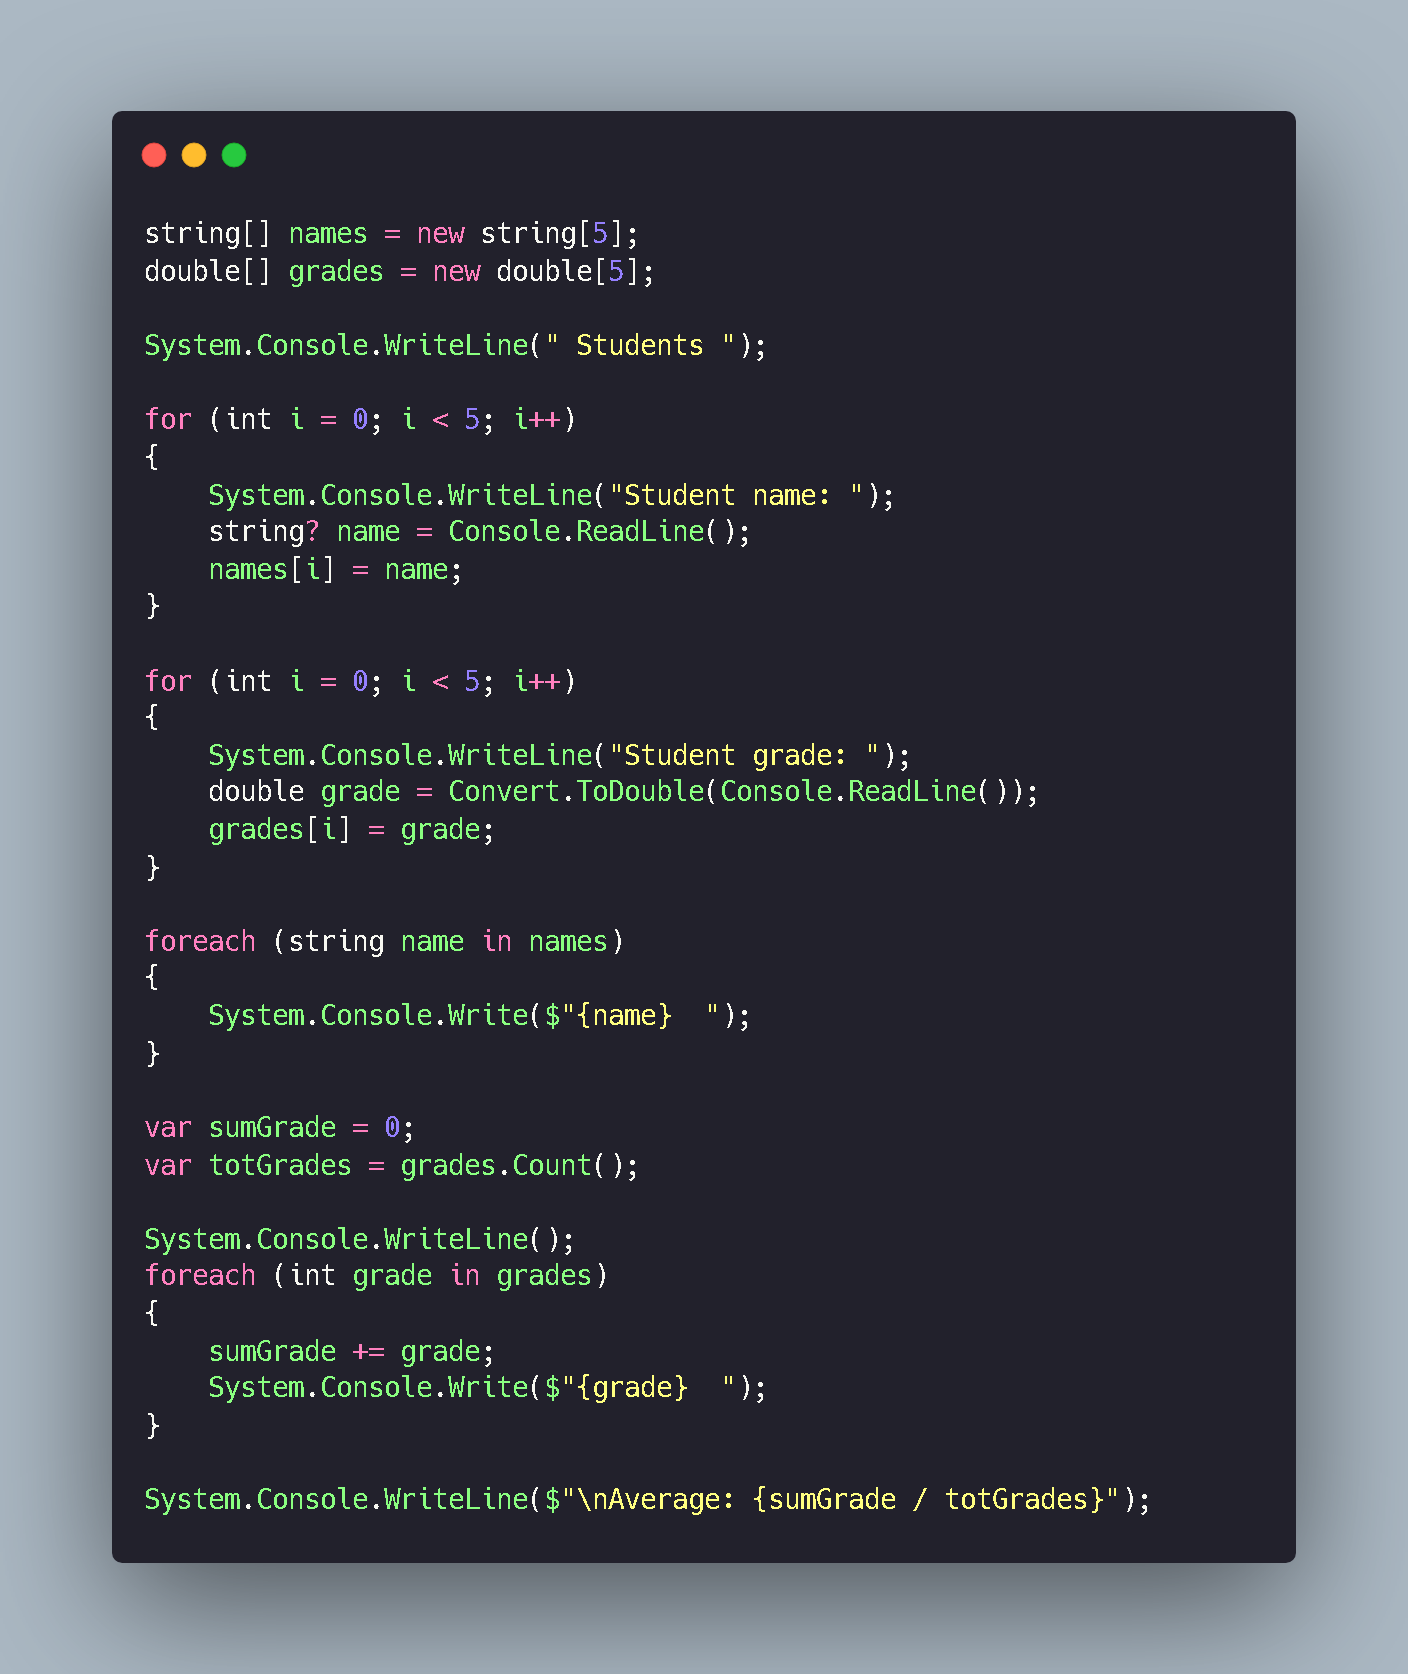 string[] names = new string[5];
double[] grades = new double[5];

System.Console.WriteLine(" Students ");

for (int i = 0; i < 5; i++)
{
    System.Console.WriteLine("Student name: ");
    string? name = Console.ReadLine();
    names[i] = name;
}

for (int i = 0; i < 5; i++)
{
    System.Console.WriteLine("Student grade: ");
    double grade = Convert.ToDouble(Console.ReadLine());
    grades[i] = grade;
}

foreach (string name in names)
{
    System.Console.Write($"{name}  ");
}

var sumGrade = 0;
var totGrades = grades.Count();

System.Console.WriteLine();
foreach (int grade in grades)
{
    sumGrade += grade;
    System.Console.Write($"{grade}  ");
}

System.Console.WriteLine($"\nAverage: {sumGrade / totGrades}");